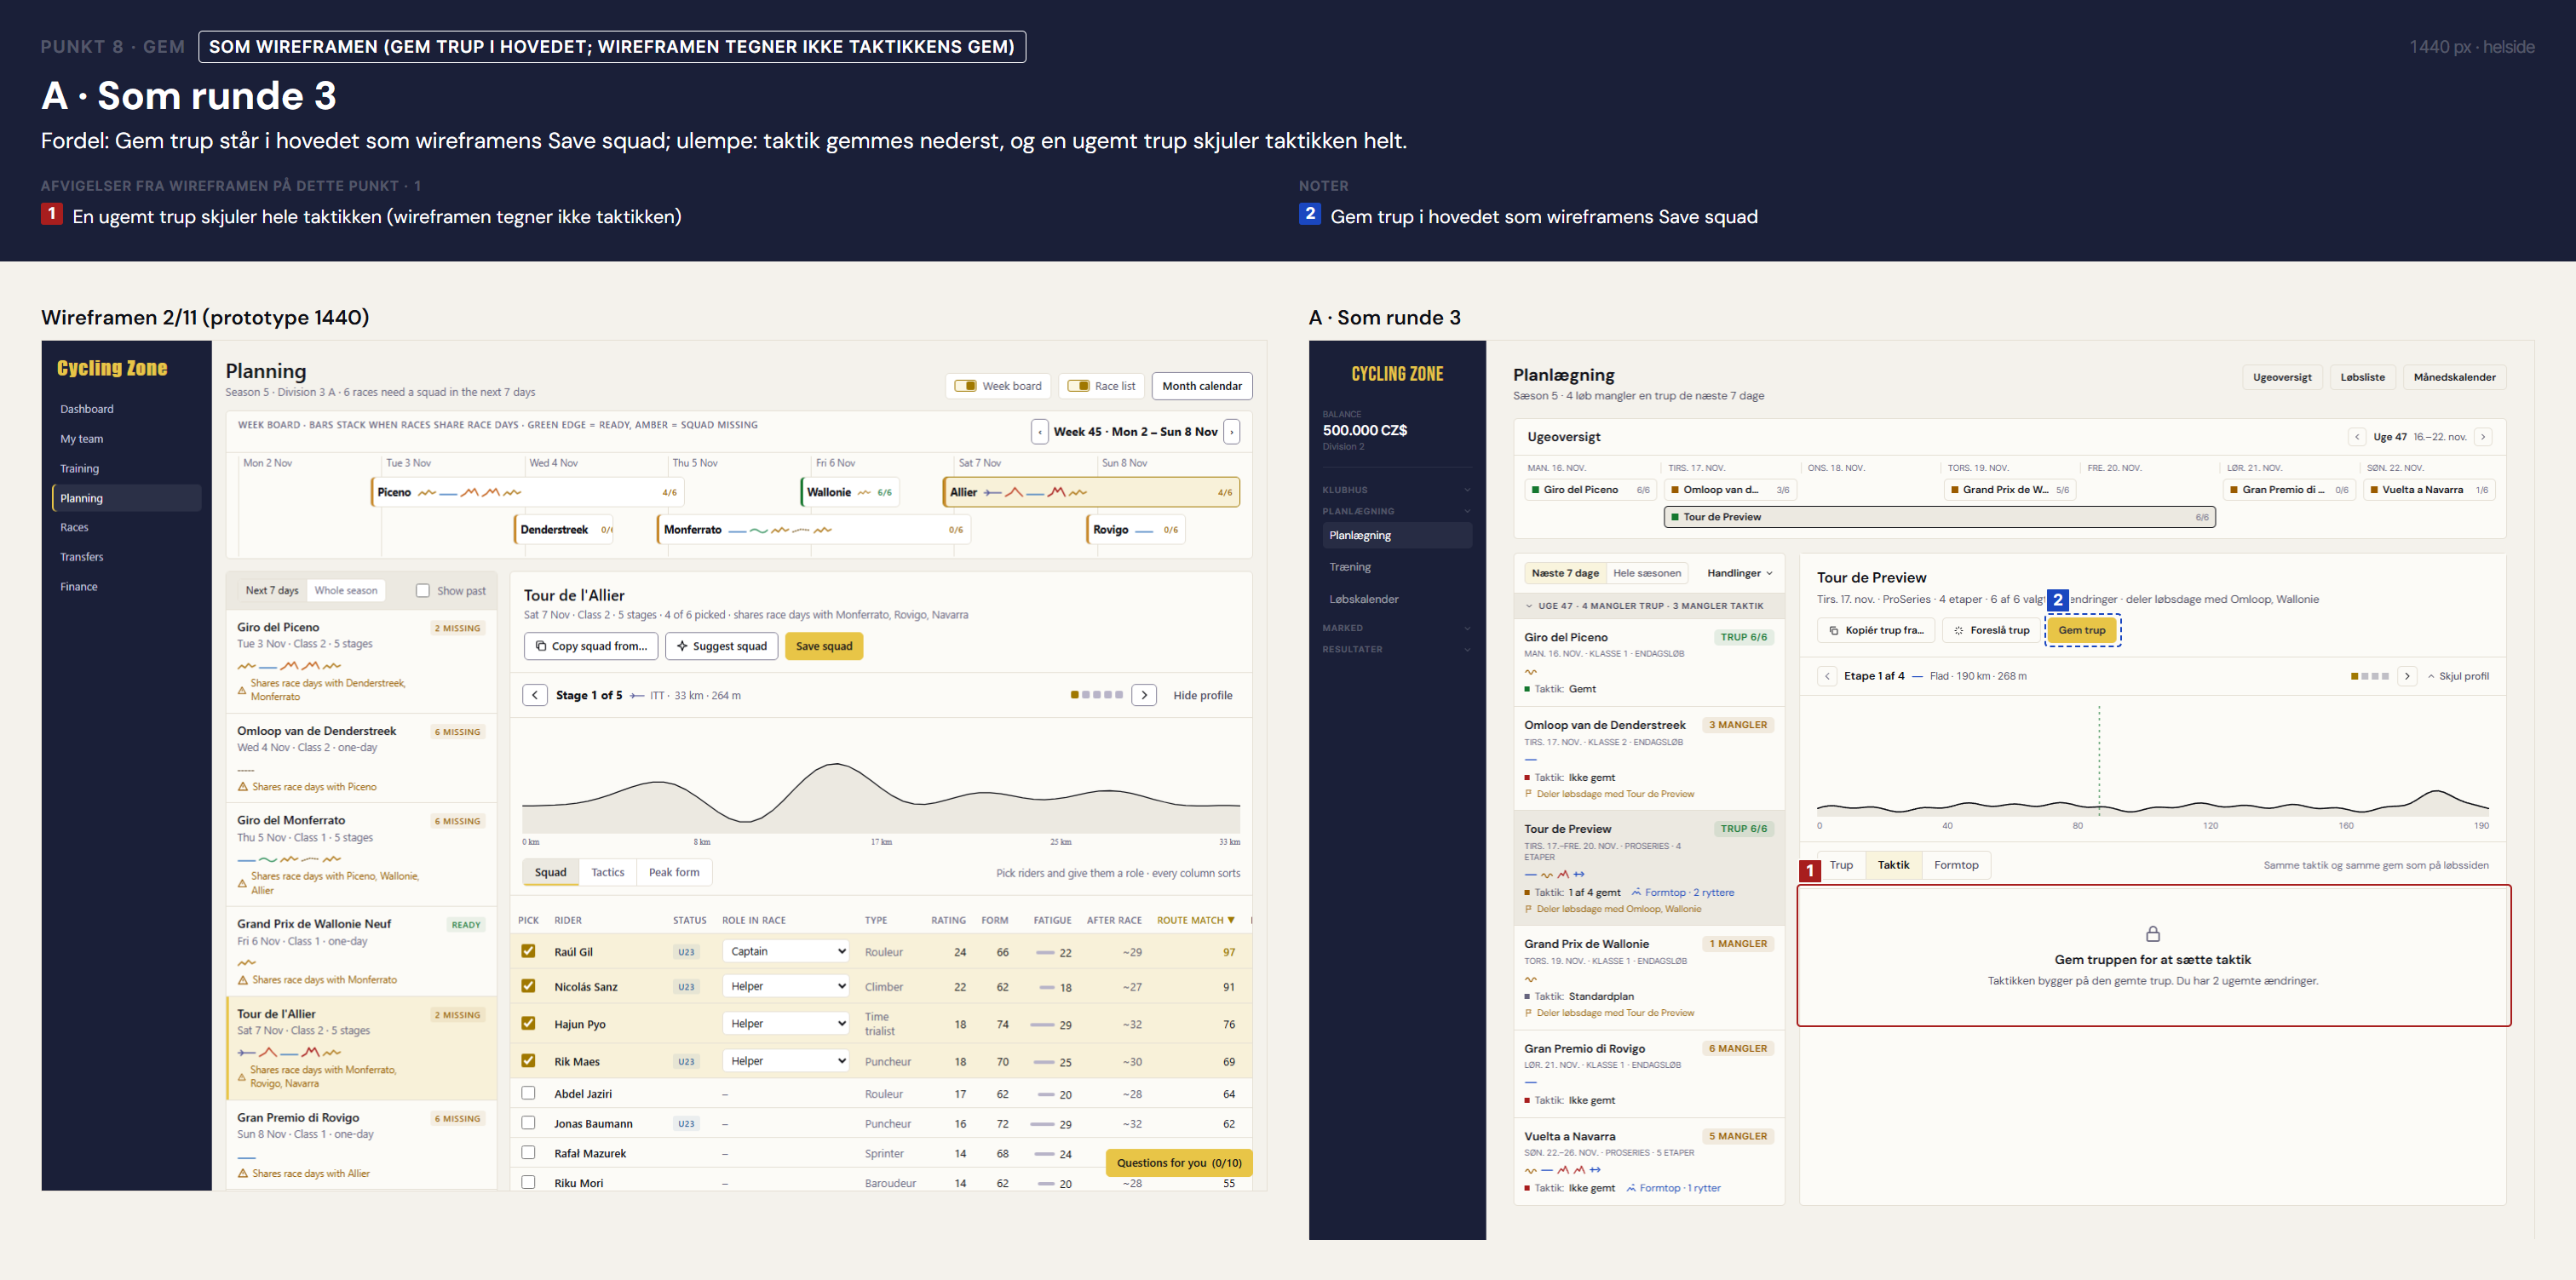 PUNKT 8 · GEM
SOM WIREFRAMEN (GEM TRUP I HOVEDET; WIREFRAMEN TEGNER IKKE TAKTIKKENS GEM)
1440 px · helside
A · Som runde 3
Fordel: Gem trup står i hovedet som wireframens Save squad; ulempe: taktik gemmes nederst, og en ugemt trup skjuler taktikken helt.
AFVIGELSER FRA WIREFRAMEN PÅ DETTE PUNKT · 1
1 En ugemt trup skjuler hele taktikken (wireframen tegner ikke taktikken)
NOTER
2 Gem trup i hovedet som wireframens Save squad
Wireframen 2/11 (prototype 1440)
Cycling Zone
Dashboard
My team
Training
Planning
Races
Transfers
Finance
Planning
Season 5 · Division 3 A · 6 races need a squad in the next 7 days
Week board
Race list
Month calendar
WEEK BOARD · BARS STACK WHEN RACES SHARE RACE DAYS · GREEN EDGE = READY, AMBER = SQUAD MISSING
‹ Week 45 · Mon 2 – Sun 8 Nov ›
Mon 2 Nov Tue 3 Nov Wed 4 Nov Thu 5 Nov Fri 6 Nov Sat 7 Nov Sun 8 Nov
Piceno 4/6 Wallonie 6/6 Allier 4/6
Denderstreek 0/ Monferrato 0/6 Rovigo 0/6
Next 7 days Whole season Show past
Giro del Piceno 2 MISSING
Tue 3 Nov · Class 2 · 5 stages
Shares race days with Denderstreek,
Monferrato
Omloop van de Denderstreek 6 MISSING
Wed 4 Nov · Class 2 · one-day
Shares race days with Piceno
Giro del Monferrato 6 MISSING
Thu 5 Nov · Class 1 · 5 stages
Shares race days with Piceno, Wallonie,
Allier
Grand Prix de Wallonie Neuf READY
Fri 6 Nov · Class 1 · one-day
Shares race days with Monferrato
Tour de l'Allier 2 MISSING
Sat 7 Nov · Class 2 · 5 stages
Shares race days with Monferrato,
Rovigo, Navarra
Gran Premio di Rovigo 6 MISSING
Sun 8 Nov · Class 1 · one-day
Shares race days with Allier
Tour de l'Allier
Sat 7 Nov · Class 2 · 5 stages · 4 of 6 picked · shares race days with Monferrato, Rovigo, Navarra
Copy squad from... Suggest squad Save squad
Stage 1 of 5 ITT · 33 km · 264 m Hide profile
0 km 8 km 17 km 25 km 33 km
Squad Tactics Peak form Pick riders and give them a role · every column sorts
PICK RIDER STATUS ROLE IN RACE TYPE RATING FORM FATIGUE AFTER RACE ROUTE MATCH ▼
Raúl Gil U23 Captain Rouleur 24 66 22 ~29 97
Nicolás Sanz U23 Helper Climber 22 62 18 ~27 91
Hajun Pyo Helper Time trialist 18 74 29 ~32 76
Rik Maes U23 Helper Puncheur 18 70 25 ~30 69
Abdel Jaziri – Rouleur 17 62 20 ~28 64
Jonas Baumann U23 – Puncheur 16 72 29 ~32 62
Rafał Mazurek – Sprinter 14 68 24
Questions for you (0/10)
Riku Mori – Baroudeur 14 62 20 ~28 55
A · Som runde 3
CYCLING ZONE
BALANCE
500.000 CZ$
Division 2
KLUBHUS
PLANLÆGNING
Planlægning
Træning
Løbskalender
MARKED
RESULTATER
Planlægning
Sæson 5 · 4 løb mangler en trup de næste 7 dage
Ugeoversigt Løbsliste Månedskalender
Ugeoversigt
Uge 47 16.–22. nov.
MAN. 16. NOV. TIRS. 17. NOV. ONS. 18. NOV. TORS. 19. NOV. FRE. 20. NOV. LØR. 21. NOV. SØN. 22. NOV.
Giro del Piceno 6/6 Omloop van d... 3/6 Grand Prix de W... 5/6 Gran Premio di ... 0/6 Vuelta a Navarra 1/6
Tour de Preview 6/6
Næste 7 dage Hele sæsonen Handlinger
UGE 47 · 4 MANGLER TRUP · 3 MANGLER TAKTIK
Giro del Piceno TRUP 6/6
MAN. 16. NOV. · KLASSE 1 · ENDAGSLØB
Taktik: Gemt
Omloop van de Denderstreek 3 MANGLER
TIRS. 17. NOV. · KLASSE 2 · ENDAGSLØB
Taktik: Ikke gemt
Deler løbsdage med Tour de Preview
Tour de Preview TRUP 6/6
TIRS. 17.–FRE. 20. NOV. · PROSERIES · 4
ETAPER
Taktik: 1 af 4 gemt Formtop · 2 ryttere
Deler løbsdage med Omloop, Wallonie
Grand Prix de Wallonie 1 MANGLER
TORS. 19. NOV. · KLASSE 1 · ENDAGSLØB
Taktik: Standardplan
Deler løbsdage med Tour de Preview
Gran Premio di Rovigo 6 MANGLER
LØR. 21. NOV. · KLASSE 1 · ENDAGSLØB
Taktik: Ikke gemt
Vuelta a Navarra 5 MANGLER
SØN. 22.–26. NOV. · PROSERIES · 5 ETAPER
Taktik: Ikke gemt Formtop · 1 rytter
Tour de Preview
Tirs. 17. nov. · ProSeries · 4 etaper · 6 af 6 valgt 2 endringer · deler løbsdage med Omloop, Wallonie
Kopiér trup fra... Foreslå trup Gem trup
Etape 1 af 4 Flad · 190 km · 268 m Skjul profil
0 40 80 120 160 190
1 Trup Taktik Formtop Samme taktik og samme gem som på løbssiden
Gem truppen for at sætte taktik
Taktikken bygger på den gemte trup. Du har 2 ugemte ændringer.